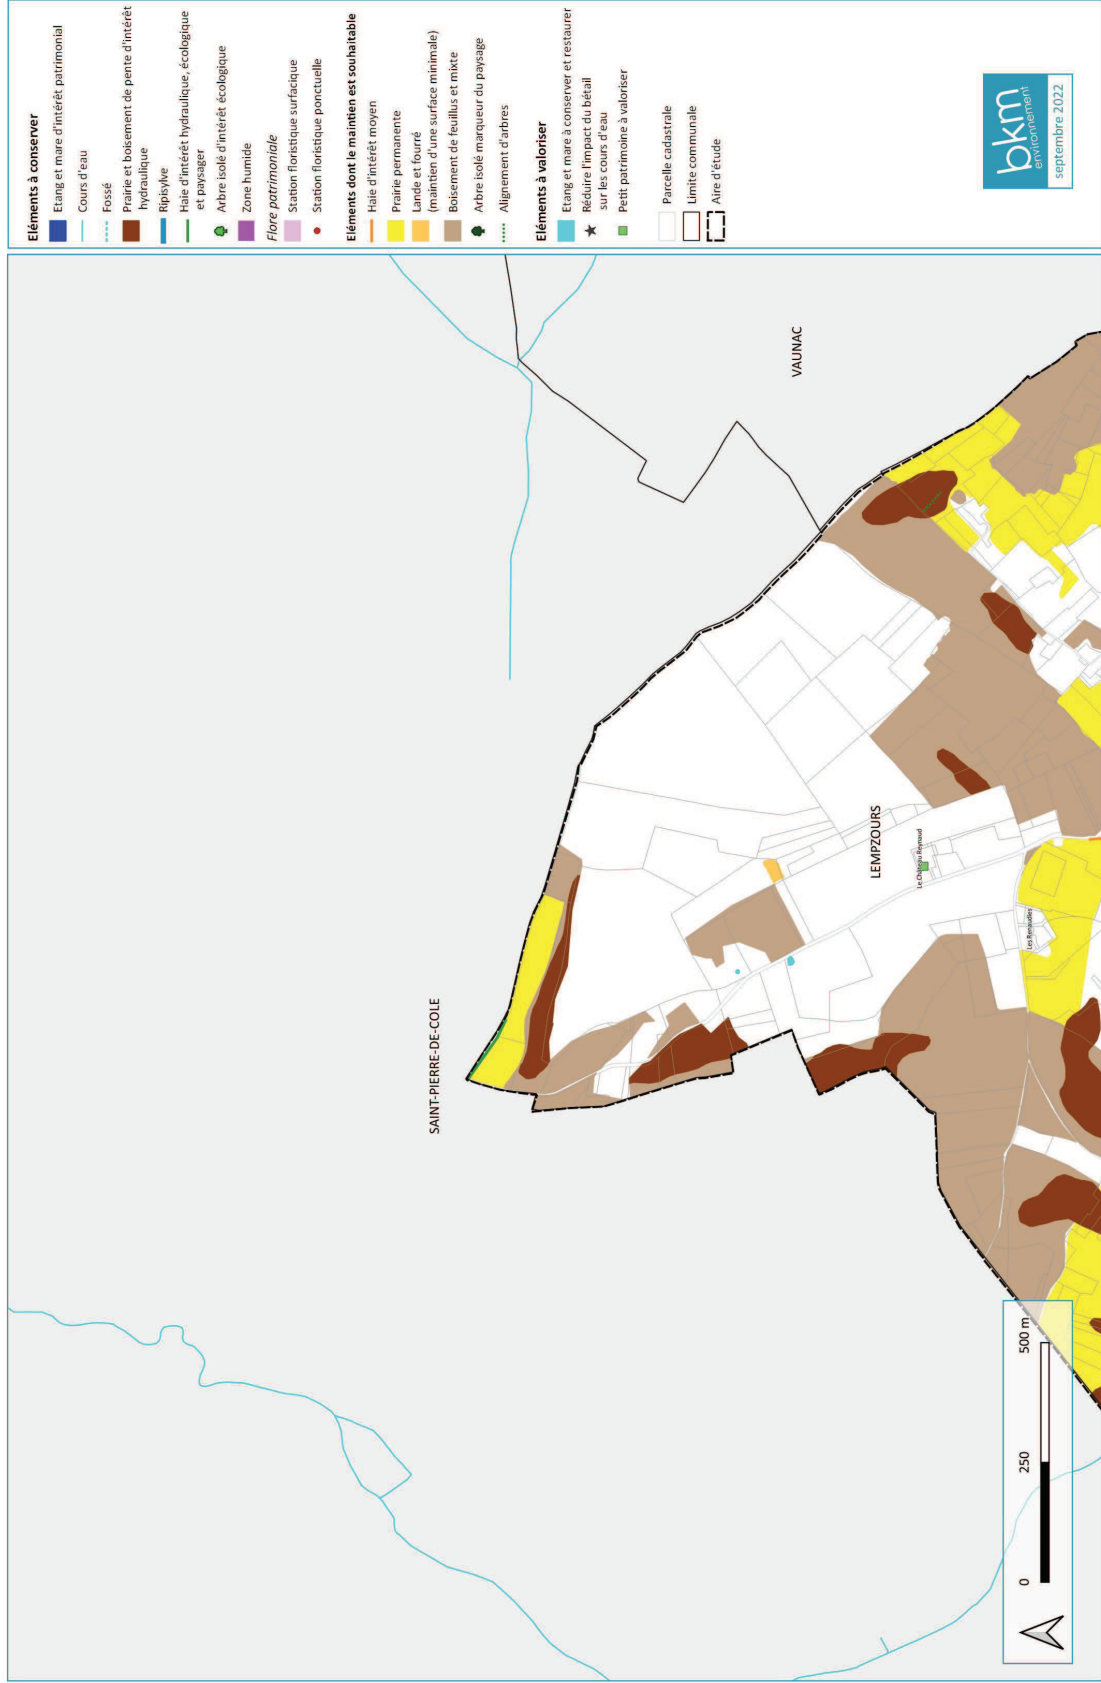 Eléments à conserver
Etang et mare d'intérêt patrimonial
Cours d'eau
Fossé
Prairie et boisement de pente d'intérêt
hydraulique
Ripisylve
Haie d'intérêt hydraulique, écologique
et paysager
Arbre isolé d'intérêt écologique
Zone humide
Flore patrimoniale
Station floristique surfacique
Station floristique ponctuelle
Eléments dont le maintien est souhaitable
Haie d'intérêt moyen
Prairie permanente
Lande et fourré
(maintien d'une surface minimale)
Boisement de feuillus et mixte
Arbre isolé marqueur du paysage
Alignement d'arbres
Eléments à valoriser
Etang et mare à conserver et restaurer
Réduire l'impact du bétail
sur les cours d'eau
Petit patrimoine à valoriser
Parcelle cadastrale
Limite communale
Aire d'étude
bkm
environnement
septembre 2022
SAINT-PIERRE-DE-COLE
VAUNAC
LEMPZOURS
Le Château Reynaud
Les Renaudies
0
250
500 m